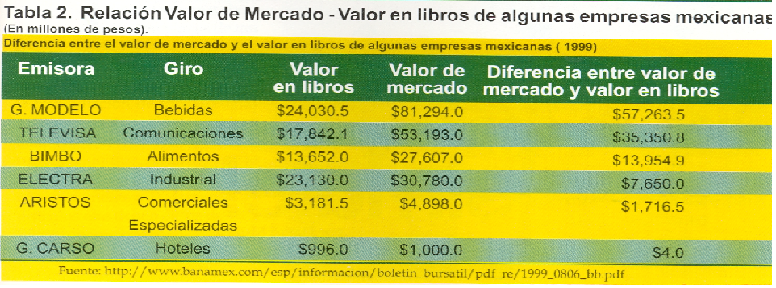 Tabla 2. Relación Valor de Mercado - Valor en libros de algunas empresas mexicanas
(En millones de pesos).
Diferencia entre el valor de mercado y el valor en libros de algunas empresas mexicanas ( 1999)
Emisora Giro Valor en libros Valor de mercado Diferencia entre valor de mercado y valor en libros
G. MODELO Bebidas $24,030.5 $81,294.0 $57,263.5
TELEVISA Comunicaciones $17,842.1 $53,193.0 $35,350.8
BIMBO Alimentos $13,652.0 $27,607.0 $13,954.9
ELECTRA Industrial $23,130.0 $30,780.0 $7,650.0
ARISTOS Comerciales $3,181.5 $4,898.0 $1,716.5
Especializadas
G. CARSO Hoteles $996.0 $1,000.0 $4.0
Fuente: http://www.banamex.com/esp/informacion/boletin_bursatil/pdf_re/1999_0806_bb.pdf